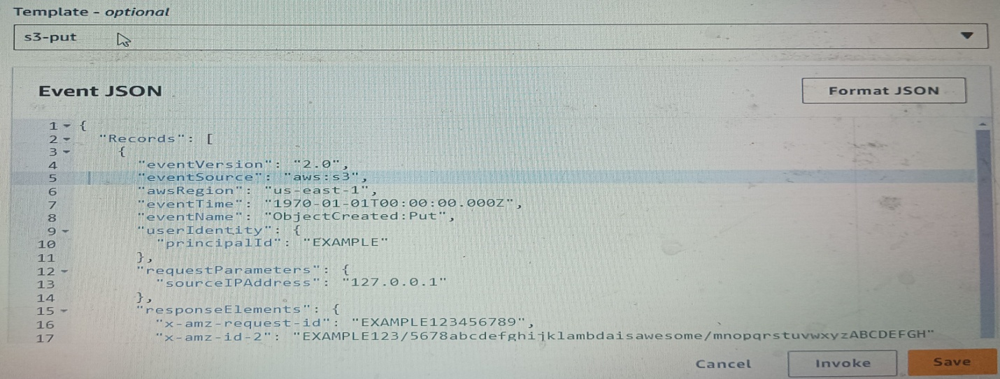 Template - optional
s3-put
Event JSON
Format JSON
1 {
2 "Records": [
3 {
4 "eventVersion": "2.0",
5 "eventSource": "aws:s3",
6 "awsRegion": "us-east-1",
7 "eventTime": "1970-01-01T00:00:00.000Z",
8 "eventName": "ObjectCreated:Put",
9 "userIdentity": {
10 "principalId": "EXAMPLE"
11 },
12 "requestParameters": {
13 "sourceIPAddress": "127.0.0.1"
14 },
15 "responseElements": {
16 "x-amz-request-id": "EXAMPLE123456789",
17 "x-amz-id-2": "EXAMPLE123/5678abcdefghijklambdaisawesome/mnopqrstuvwxyzABCDEFGH"
Cancel
Invoke
Save